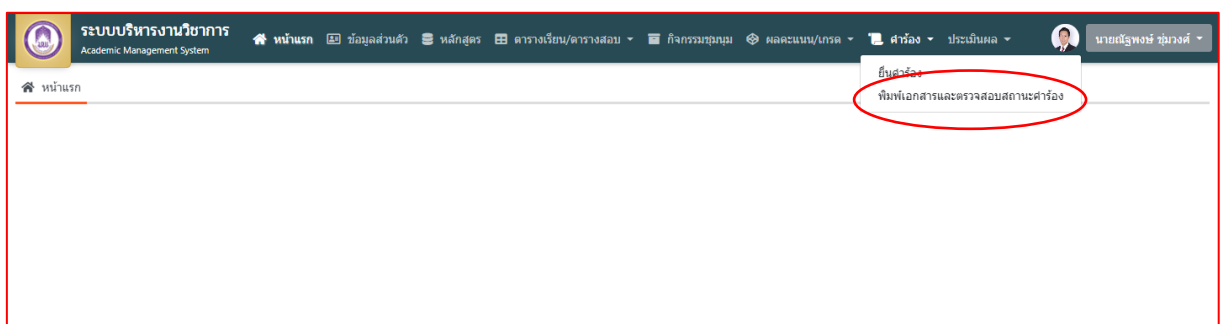 ระบบบริหารงานวิชาการ
Academic Management System
หน้าแรก ข้อมูลส่วนตัว หลักสูตร ตารางเรียน/ตารางสอบ กิจกรรมชุมนุม ผลคะแนน/เกรด คำร้อง ประเมินผล นายณัฐพงษ์ ชุ่มวงศ์
ยื่นคำร้อง
พิมพ์เอกสารและตรวจสอบสถานะคำร้อง
หน้าแรก